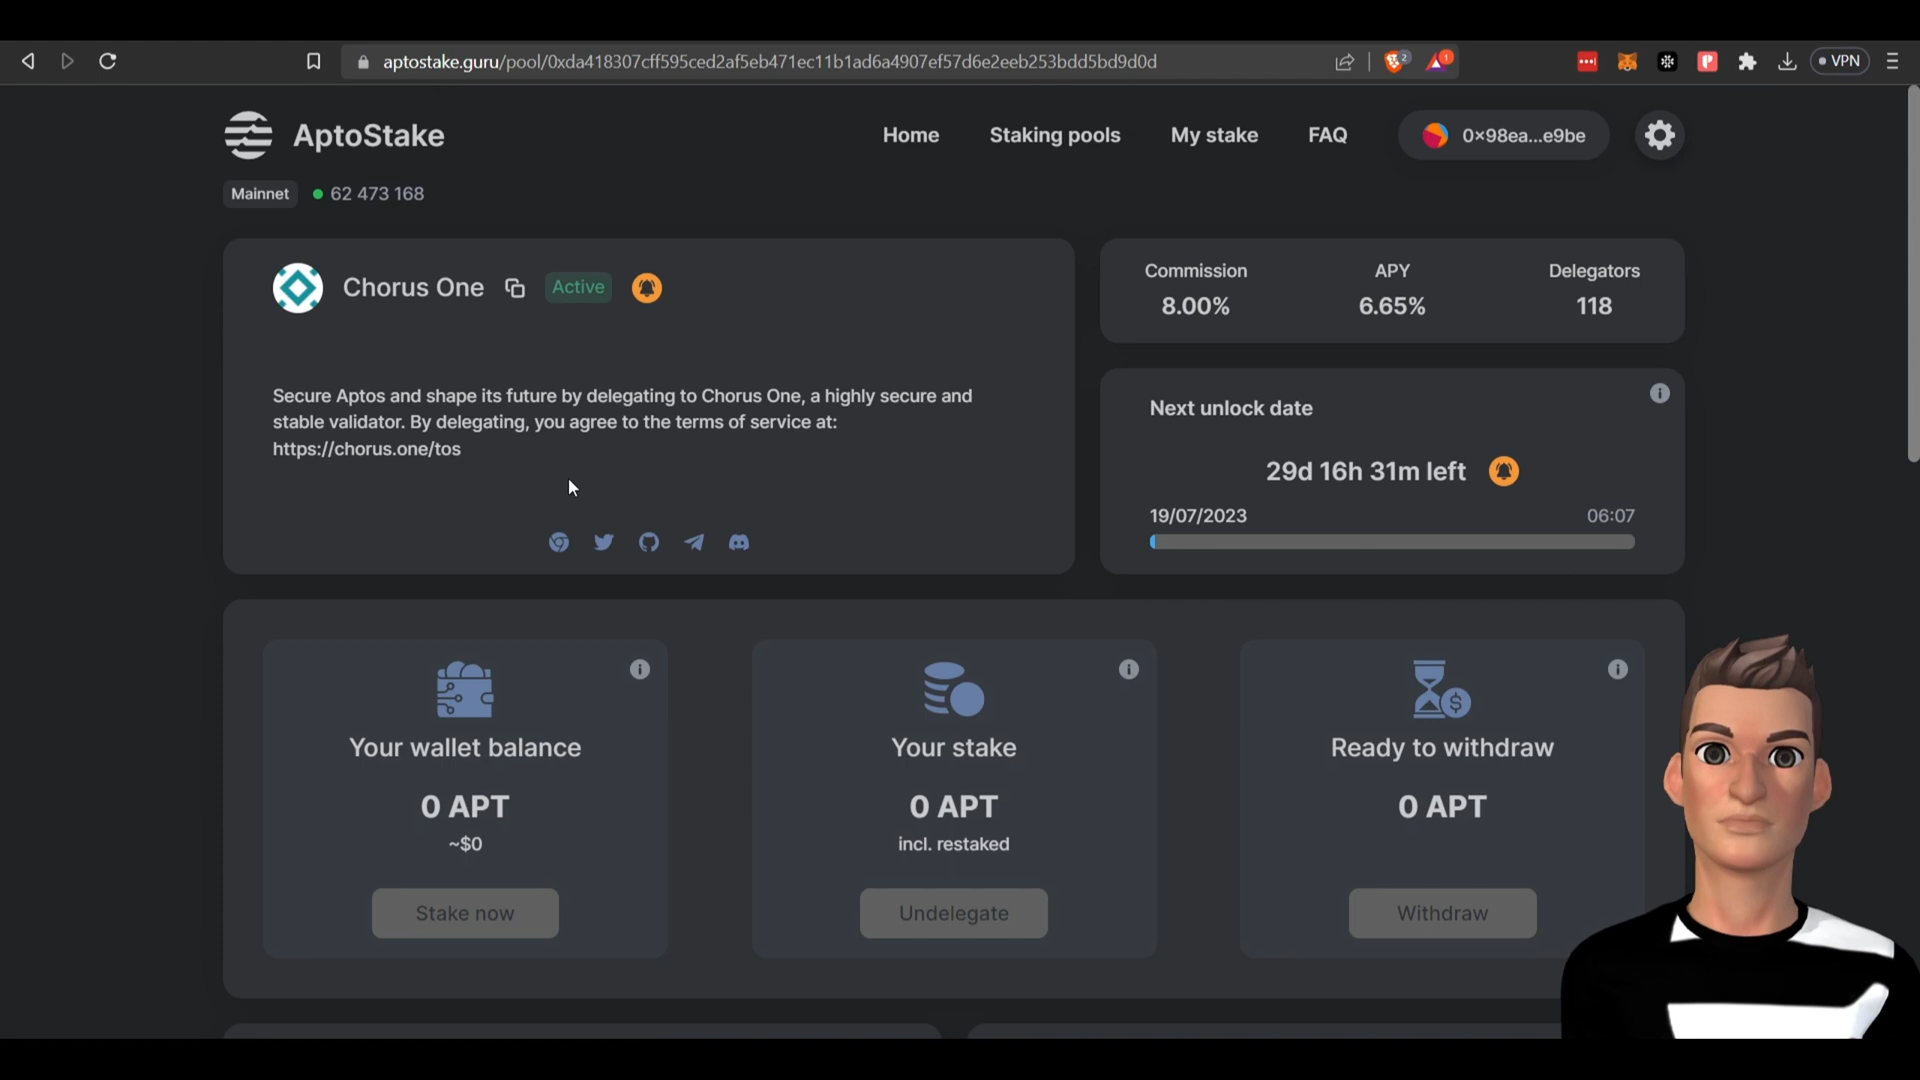 aptostake.guru/pool/0xda418307cff595ced2af5eb471ec11b1ad6a4907ef57d6e2eeb253bdd5bd9d0d
2
1
VPN
AptoStake
Home
Staking pools
My stake
FAQ
0×98ea...e9be
Mainnet
62 473 168
Chorus One
Active
Commission
APY
Delegators
8.00%
6.65%
118
Secure Aptos and shape its future by delegating to Chorus One, a highly secure and
stable validator. By delegating, you agree to the terms of service at:
https://chorus.one/tos
Next unlock date
29d 16h 31m left
19/07/2023
06:07
Your wallet balance
0 APT
~$0
Stake now
Your stake
0 APT
incl. restaked
Undelegate
Ready to withdraw
0 APT
Withdraw